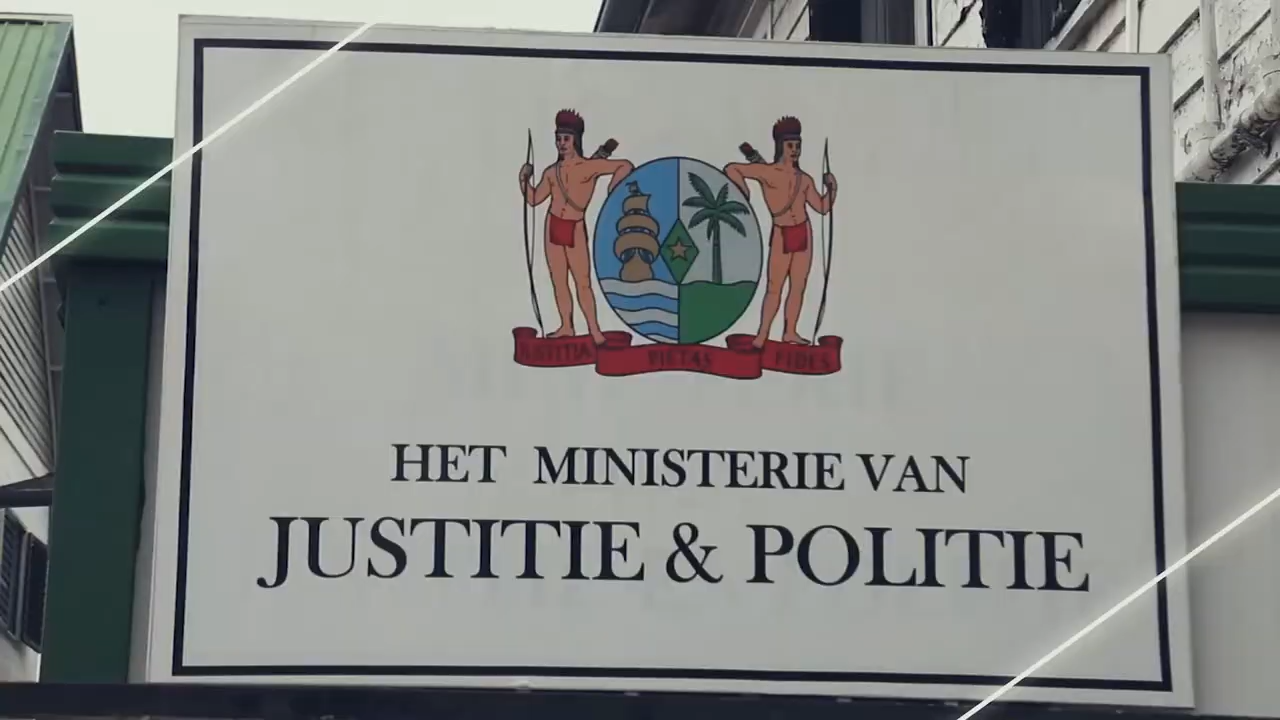 JUSTITIA PIETAS FIDES
HET MINISTERIE VAN
JUSTITIE & POLITIE